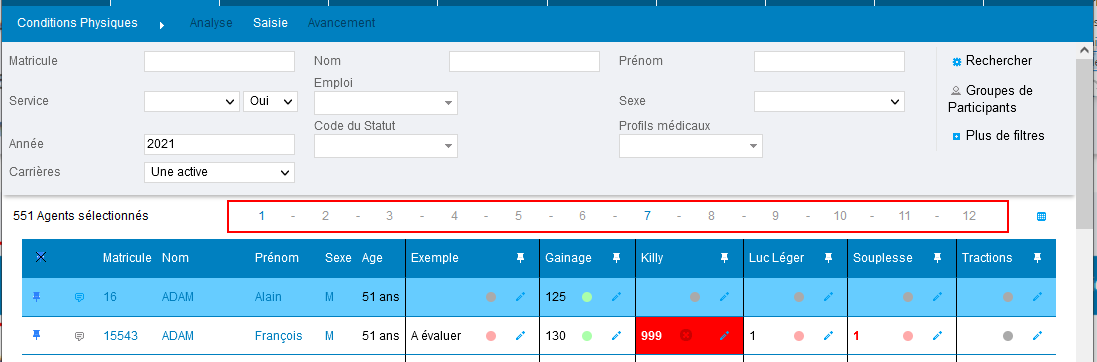 Conditions Physiques Analyse Saisie Avancement
Matricule Nom Prénom Rechercher
Emploi
Service Oui Sexe Groupes de
Participants
Code du Statut Profils médicaux
Année 2021 Plus de filtres
Carrières Une active
551 Agents sélectionnés 1 - 2 - 3 - 4 - 5 - 6 - 7 - 8 - 9 - 10 - 11 - 12
Matricule Nom Prénom Sexe Age Exemple Gainage Killy Luc Léger Souplesse Tractions
16 ADAM Alain M 51 ans 125
15543 ADAM François M 51 ans A évaluer 130 999 1 1